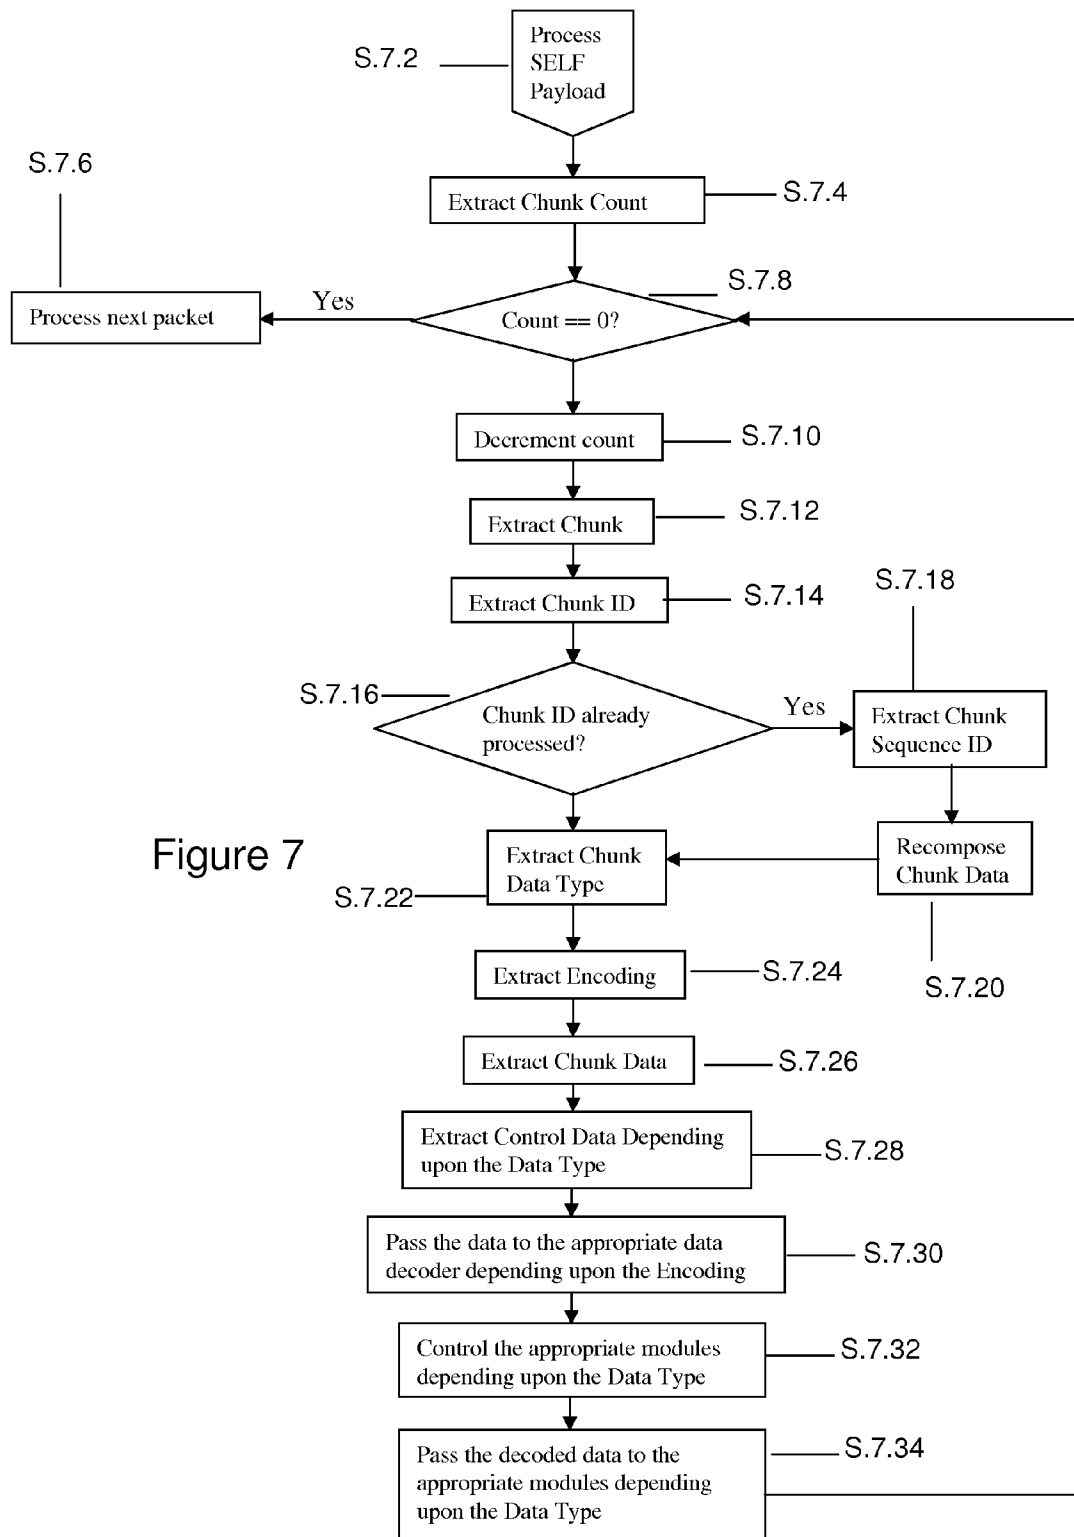 Process
SELF
Payload
S.7.2
S.7.6
Extract Chunk Count
S.7.4
S.7.8
Process next packet
Yes
Count == 0?
Decrement count
S.7.10
Extract Chunk
S.7.12
Extract Chunk ID
S.7.14
S.7.18
S.7.16
Chunk ID already
processed?
Yes
Extract Chunk
Sequence ID
Figure 7
Extract Chunk
Data Type
Recompose
Chunk Data
S.7.22
S.7.20
Extract Encoding
S.7.24
Extract Chunk Data
S.7.26
Extract Control Data Depending
upon the Data Type
S.7.28
Pass the data to the appropriate data
decoder depending upon the Encoding
S.7.30
Control the appropriate modules
depending upon the Data Type
S.7.32
Pass the decoded data to the
appropriate modules depending
upon the Data Type
S.7.34